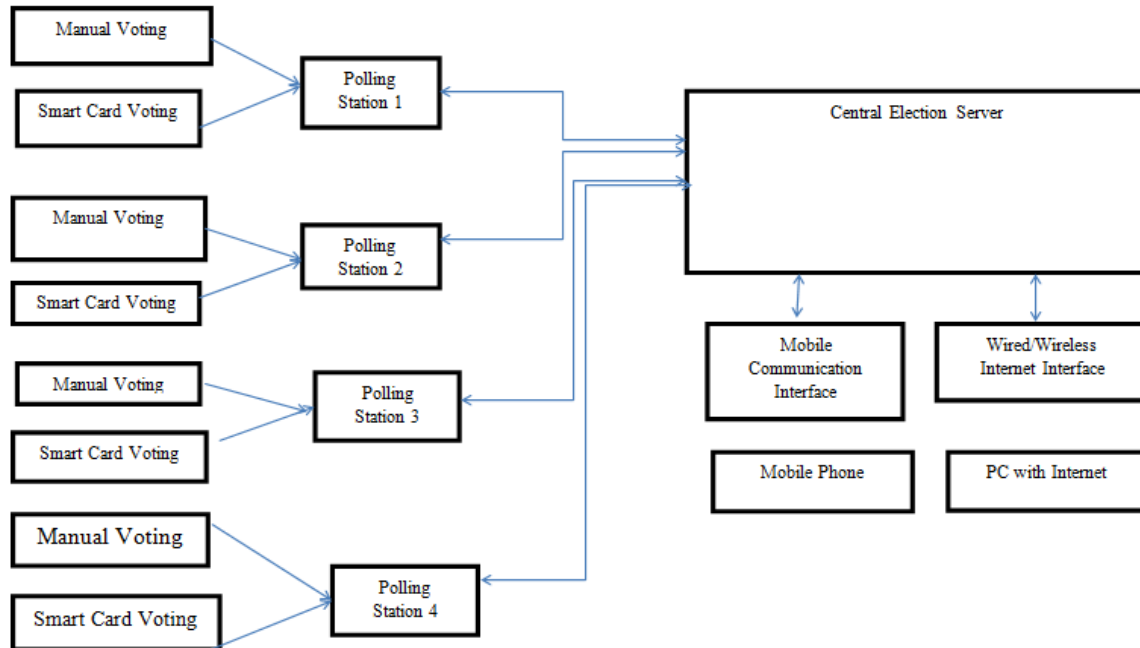 Manual Voting
Smart Card Voting
Polling
Station 1
Manual Voting
Smart Card Voting
Polling
Station 2
Manual Voting
Smart Card Voting
Polling
Station 3
Manual Voting
Smart Card Voting
Polling
Station 4
Central Election Server
Mobile
Communication
Interface
Wired/Wireless
Internet Interface
Mobile Phone
PC with Internet